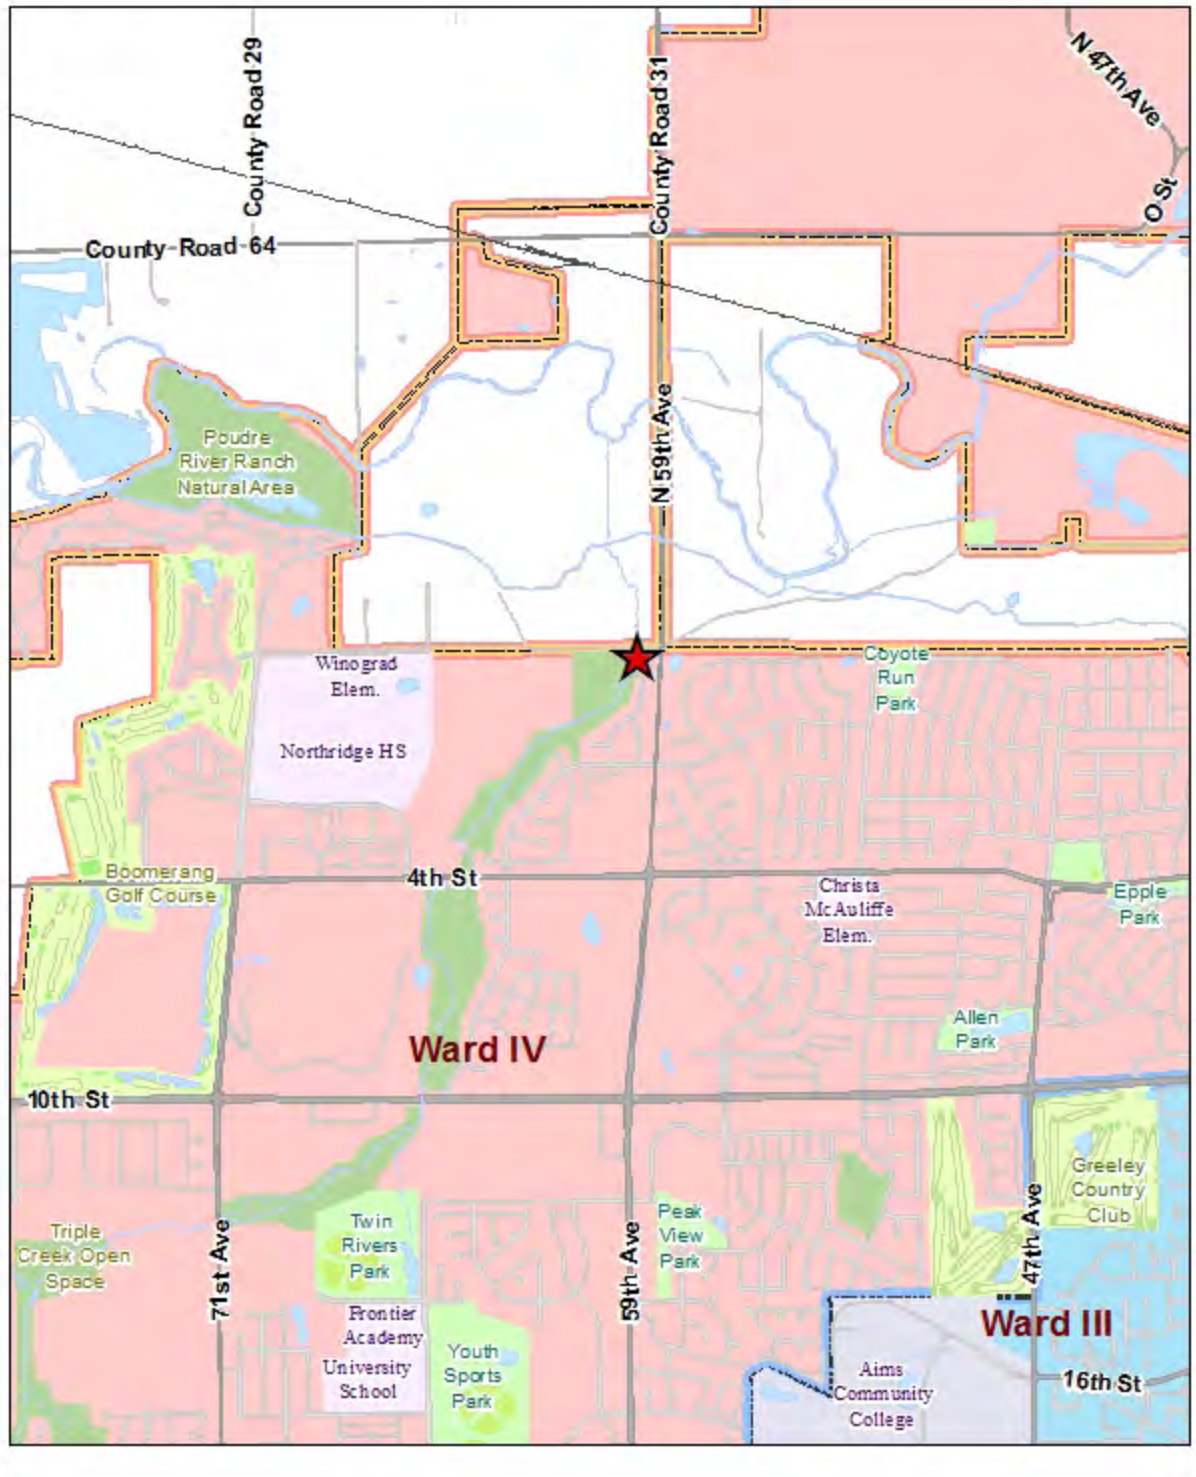 County Road 29
County Road 31
N 47th Ave
O St
County Road 64
N 59th Ave
Poudre
River Ranch
Natural Area
Winograd
Elem.
Coyote
Run
Park
Northridge HS
Boomerang
Golf Course
4th St
Christa
McAuliffe
Elem.
Epple
Park
Allen
Park
Ward IV
10th St
Greeley
Country
Club
Triple
Creek Open
Space
71st Ave
Twin
Rivers
Park
59th Ave
Peak
View
Park
47th Ave
Frontier
Academy
University
School
Youth
Sports
Park
Ward III
Aims
Community
College
16th St